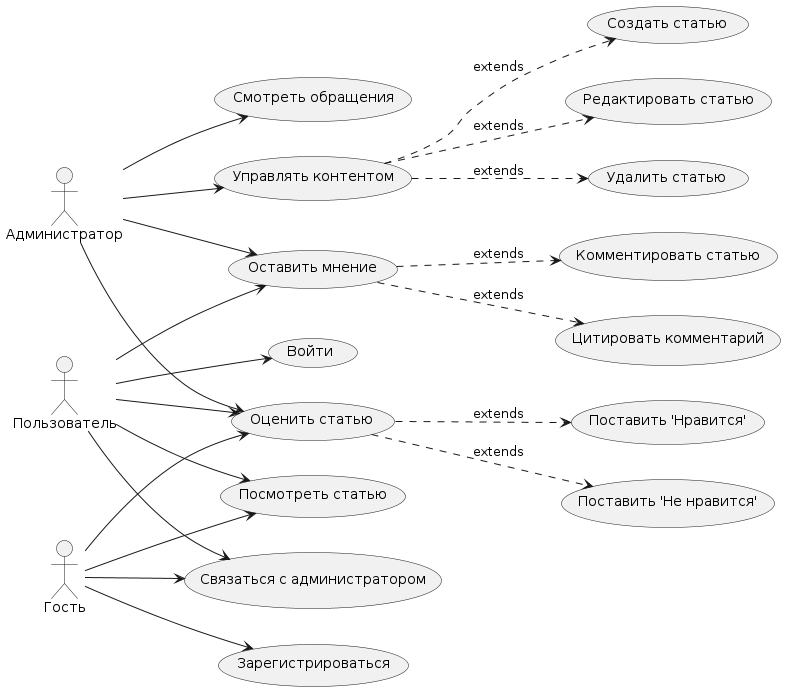 Создать статью
extends
Смотреть обращения
Редактировать статью
extends
Управлять контентом
extends
Удалить статью
Администратор
Оставить мнение
extends
Комментировать статью
extends
Цитировать комментарий
Войти
Пользователь
Оценить статью
extends
Поставить 'Нравится'
extends
Посмотреть статью
Поставить 'Не нравится'
Гость
Связаться с администратором
Зарегистрироваться